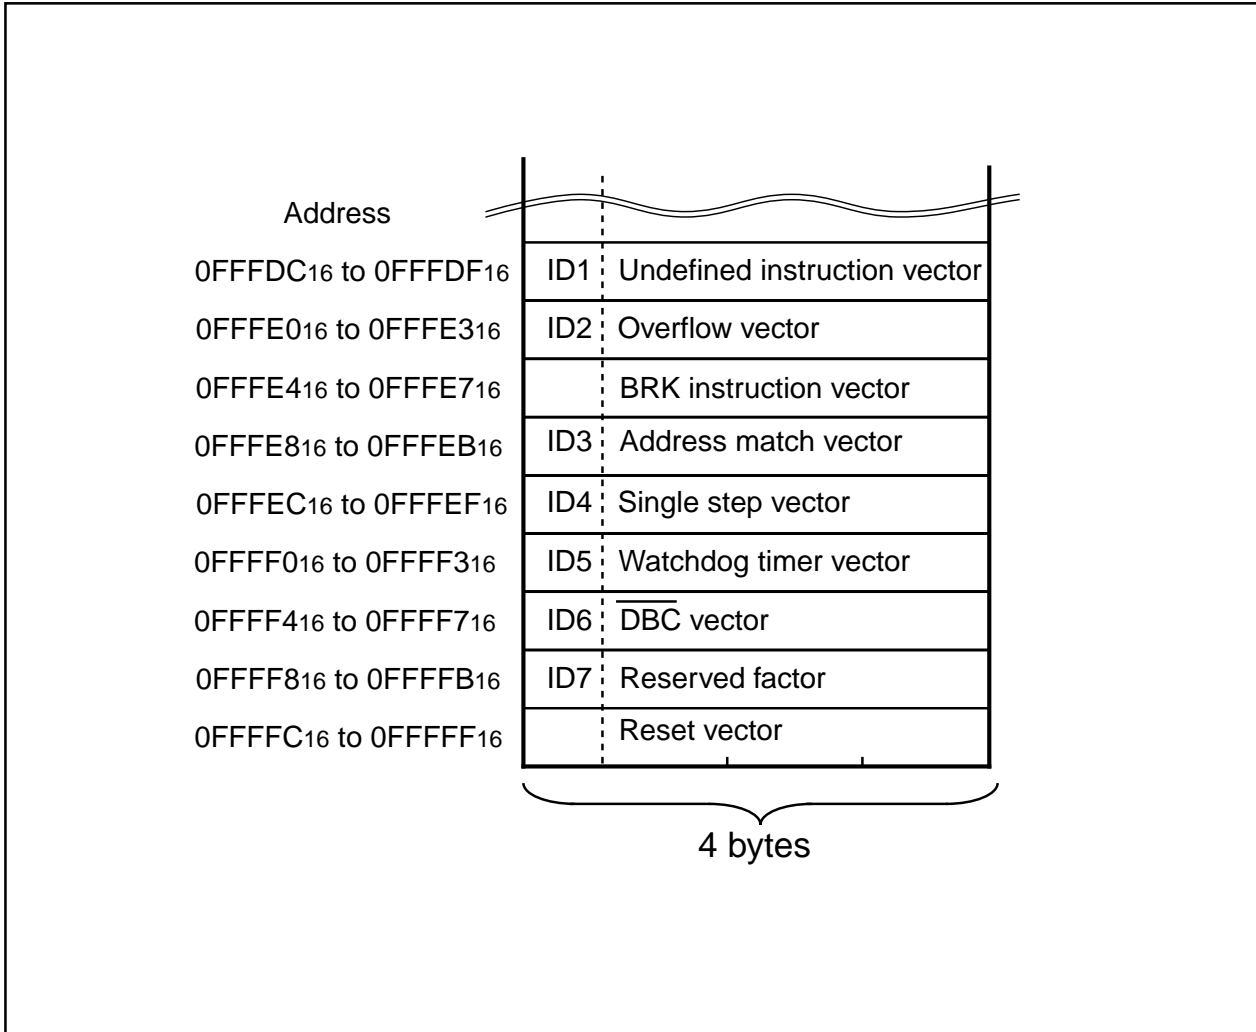 Address
0FFFDC16 to 0FFFDF16 ID1 Undefined instruction vector
0FFFE016 to 0FFFE316 ID2 Overflow vector
0FFFE416 to 0FFFE716 BRK instruction vector
0FFFE816 to 0FFFEB16 ID3 Address match vector
0FFFEC16 to 0FFFEF16 ID4 Single step vector
0FFFF016 to 0FFFF316 ID5 Watchdog timer vector
0FFFF416 to 0FFFF716 ID6 DBC vector
0FFFF816 to 0FFFFB16 ID7 Reserved factor
0FFFFC16 to 0FFFFF16 Reset vector
4 bytes